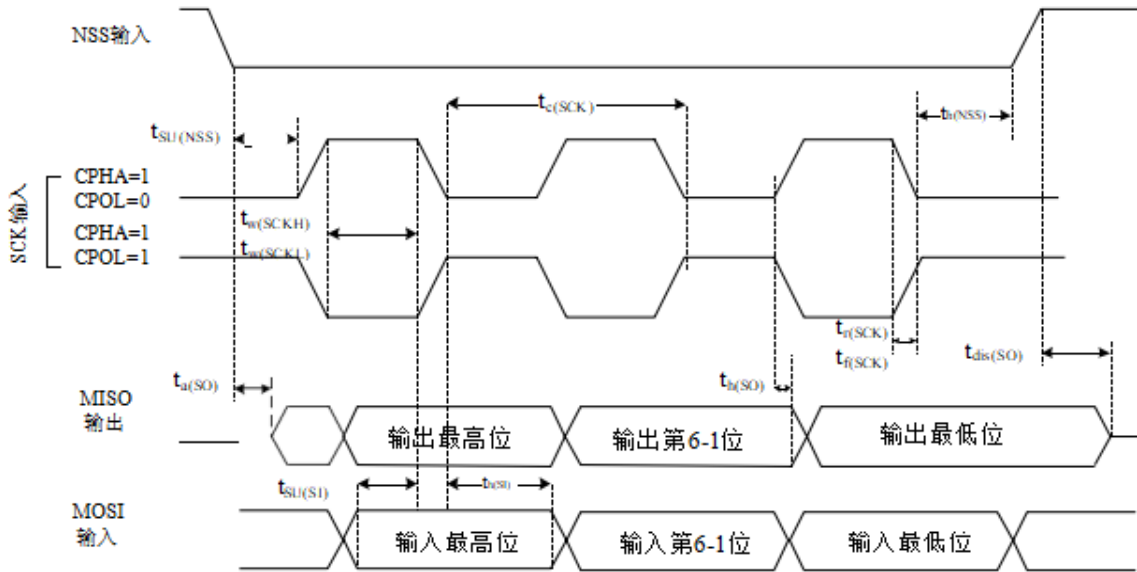 NSS输入
tc(SCK)
th(NSS)
tSU(NSS)
SCK输入
CPHA=1
CPOL=0
CPHA=1
CPOL=1
tw(SCKH)
tw(SCKL)
tr(SCK)
tf(SCK)
tdis(SO)
ta(SO)
th(SO)
MISO
输出
输出最高位
输出第6-1位
输出最低位
tSU(SI)
th(SI)
MOSI
输入
输入最高位
输入第6-1位
输入最低位